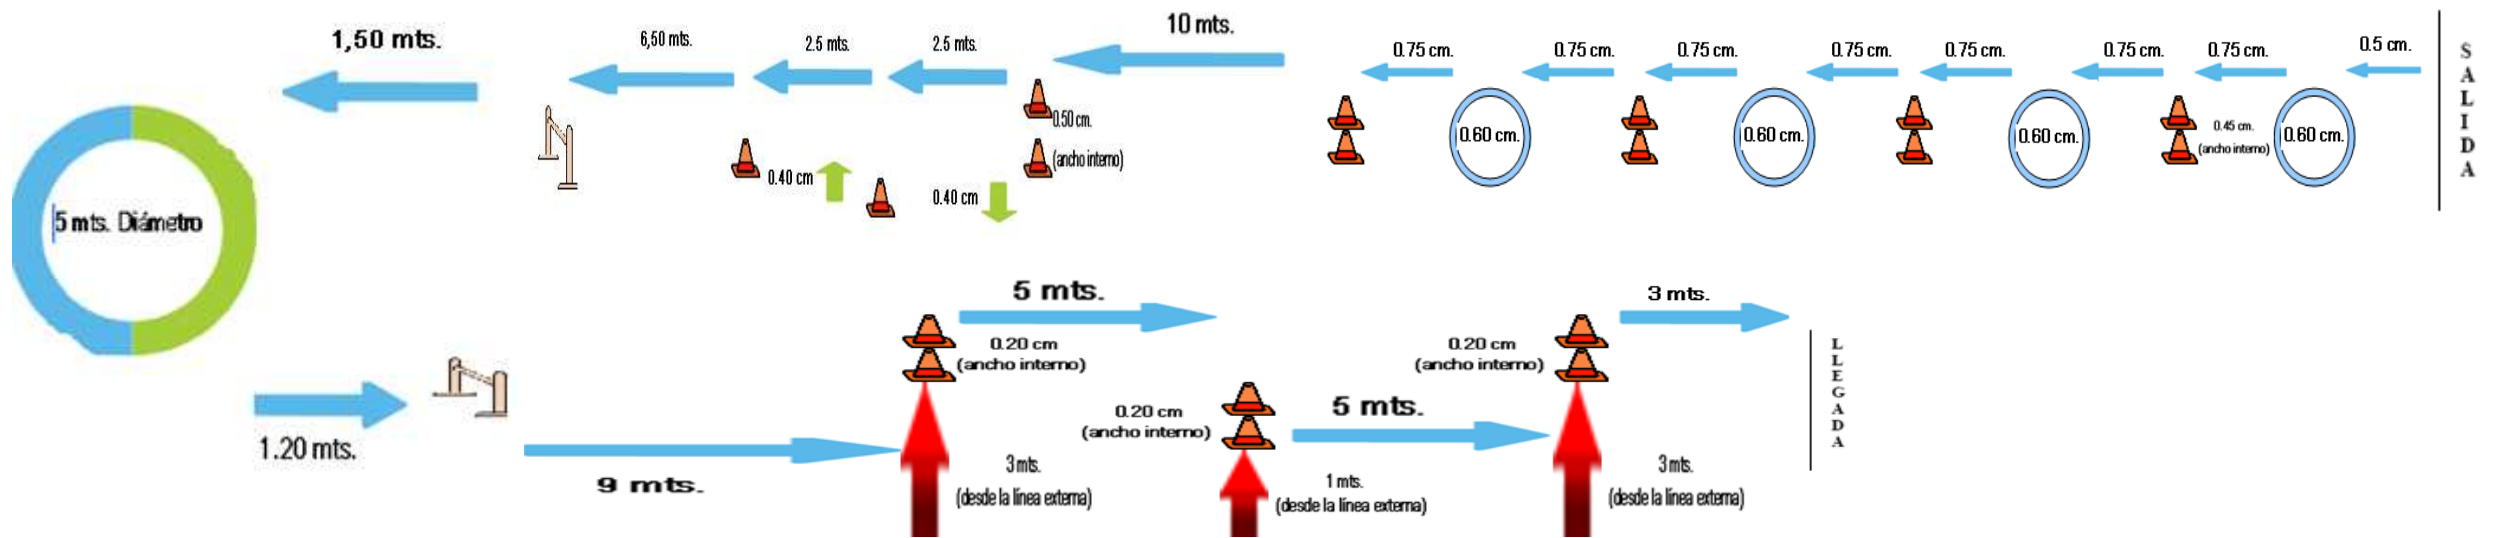 1,50 mts.
6,50 mts.
2.5 mts.
2.5 mts.
10 mts.
0.75 cm.
0.75 cm.
0.75 cm.
0.75 cm.
0.75 cm.
0.75 cm.
0.75 cm.
0.5 cm.
SALIDA
0.50 cm.
(ancho interno)
0.60 cm.
0.60 cm.
0.60 cm.
0.45 cm.
(ancho interno)
0.60 cm.
0.40 cm
0.40 cm
5 mts. Diámetro
5 mts.
3 mts.
0.20 cm
(ancho interno)
0.20 cm
(ancho interno)
LLEGADA
0.20 cm
(ancho interno)
5 mts.
1.20 mts.
9 mts.
3 mts.
(desde la línea externa)
1 mts.
(desde la línea externa)
3 mts.
(desde la línea externa)